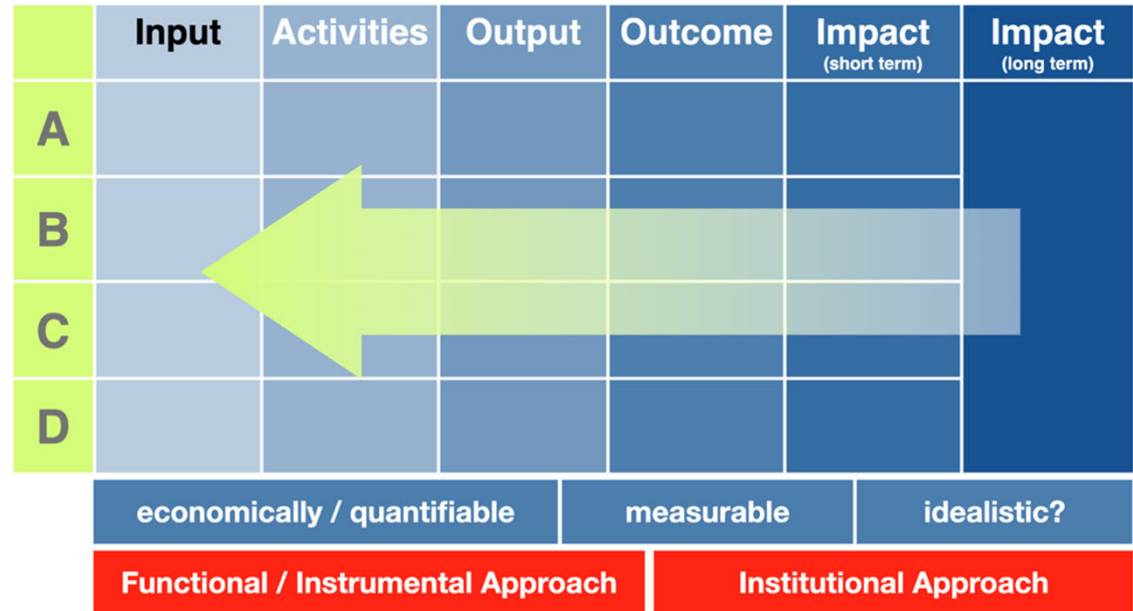 Input Activities Output Outcome Impact Impact
(short term) (long term)
A
B
C
D
economically / quantifiable measurable idealistic?
Functional / Instrumental Approach Institutional Approach